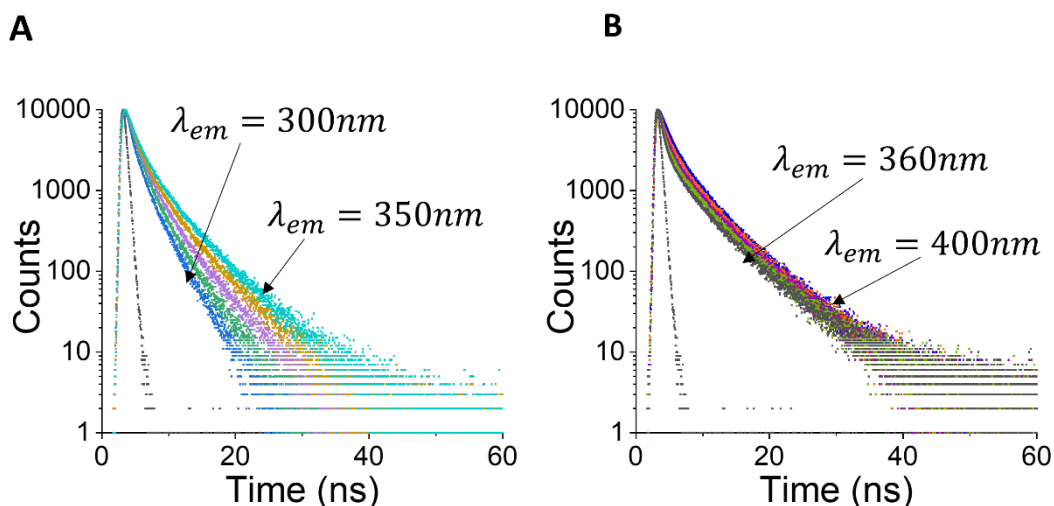 A
B
10000
1000
100
10
1
Counts
0
20
40
60
Time (ns)
λem = 300nm
λem = 350nm
10000
1000
100
10
1
Counts
0
20
40
60
Time (ns)
λem = 360nm
λem = 400nm